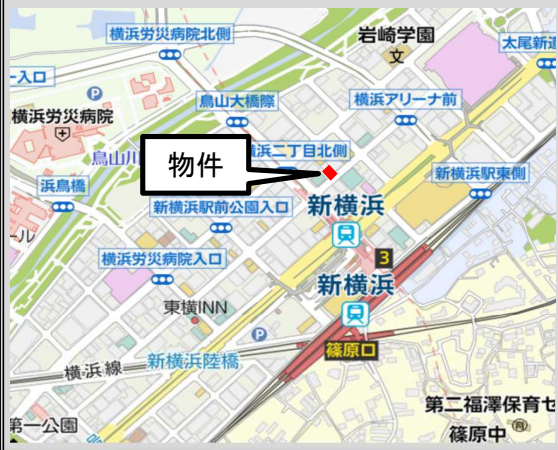 横浜労災病院北側
岩崎学園
文
太尾新道
入口
P
鳥山大橋際
横浜アリーナ前
横浜労災病院
鳥山川
物件
浜二丁目北側
新横浜駅東側
浜鳥橋
新横浜駅前公園入口
新横浜
ール
横浜労災病院入口
3
新横浜
東横INN
P
篠原口
横浜線
新横浜陸橋
第二福澤保育セ
第一公園
篠原中